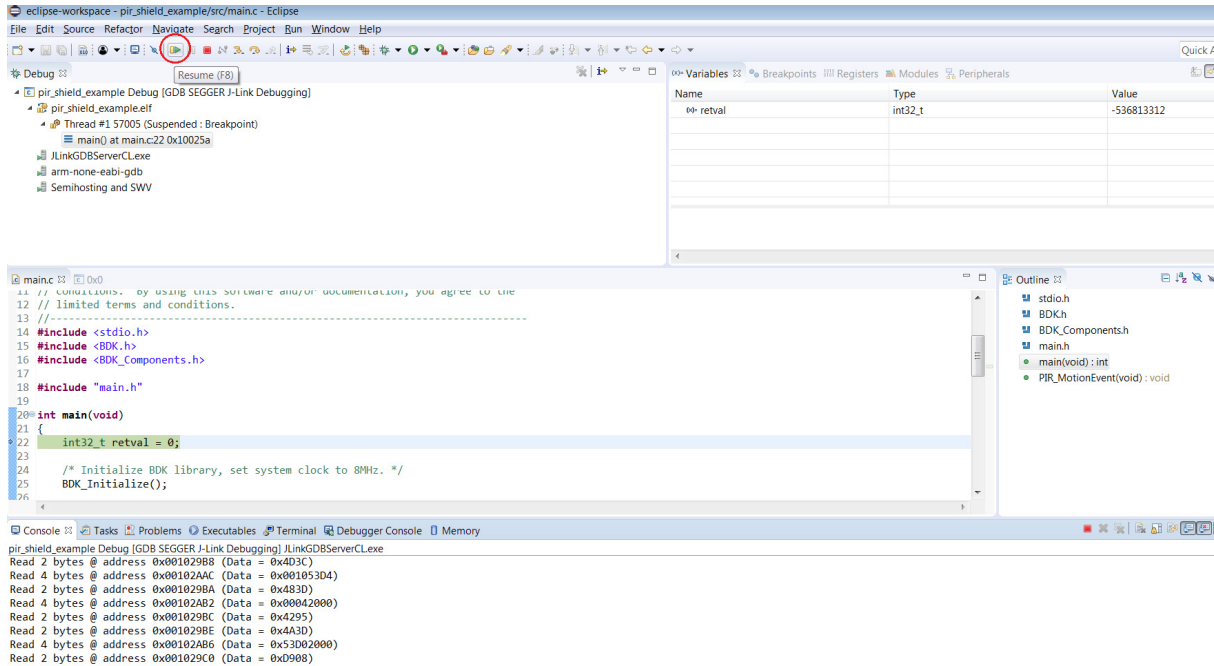 eclipse-workspace - pir_shield_example/src/main.c - Eclipse
File Edit Source Refactor Navigate Search Project Run Window Help
Quick A
Debug
Resume (F8)
pir_shield_example Debug [GDB SEGGER J-Link Debugging]
pir_shield_example.elf
Thread #1 57005 (Suspended : Breakpoint)
main() at main.c:22 0x10025a
JLinkGDBServerCL.exe
arm-none-eabi-gdb
Semihosting and SWV
Variables Breakpoints Registers Modules Peripherals
Name Type Value
retval int32_t -536813312
main.c 0x0
11 // conditions. By using this software and/or documentation, you agree to the
12 // limited terms and conditions.
13 //-----------------------------------------------------------------------------
14 #include <stdio.h>
15 #include <BDK.h>
16 #include <BDK_Components.h>
17
18 #include "main.h"
19
20 int main(void)
21 {
22 int32_t retval = 0;
23
24 /* Initialize BDK library, set system clock to 8MHz. */
25 BDK_Initialize();
26
Outline
stdio.h
BDK.h
BDK_Components.h
main.h
main(void) : int
PIR_MotionEvent(void) : void
Console Tasks Problems Executables Terminal Debugger Console Memory
pir_shield_example Debug [GDB SEGGER J-Link Debugging] JLinkGDBServerCL.exe
Read 2 bytes @ address 0x001029B8 (Data = 0x4D3C)
Read 4 bytes @ address 0x00102AAC (Data = 0x001053D4)
Read 2 bytes @ address 0x001029BA (Data = 0x483D)
Read 4 bytes @ address 0x00102AB2 (Data = 0x00042000)
Read 2 bytes @ address 0x001029BC (Data = 0x4295)
Read 2 bytes @ address 0x001029BE (Data = 0x4A3D)
Read 4 bytes @ address 0x00102AB6 (Data = 0x53D02000)
Read 2 bytes @ address 0x001029C0 (Data = 0xD908)